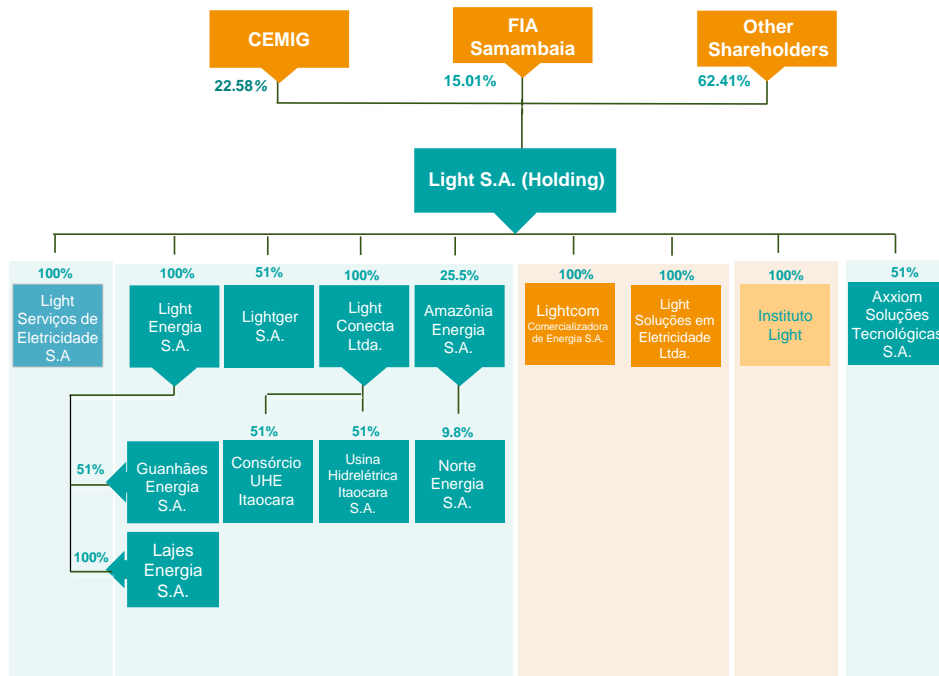 CEMIG
FIA
Samambaia
Other
Shareholders
22.58%
15.01%
62.41%
Light S.A. (Holding)
100%
100%
51%
100%
25.5%
100%
100%
100%
51%
Light
Serviços de
Eletricidade
S.A
Light
Energia
S.A.
Lightger
S.A.
Light
Conecta
Ltda.
Amazônia
Energia
S.A.
Lightcom
Comercializadora
de Energia S.A.
Light
Soluções em
Eletricidade
Ltda.
Instituto
Light
Axxiom
Soluções
Tecnológicas
S.A.
51%
51%
9.8%
51%
Guanhães
Energia
S.A.
Consórcio
UHE
Itaocara
Usina
Hidrelétrica
Itaocara
S.A.
Norte
Energia
S.A.
100%
Lajes
Energia
S.A.